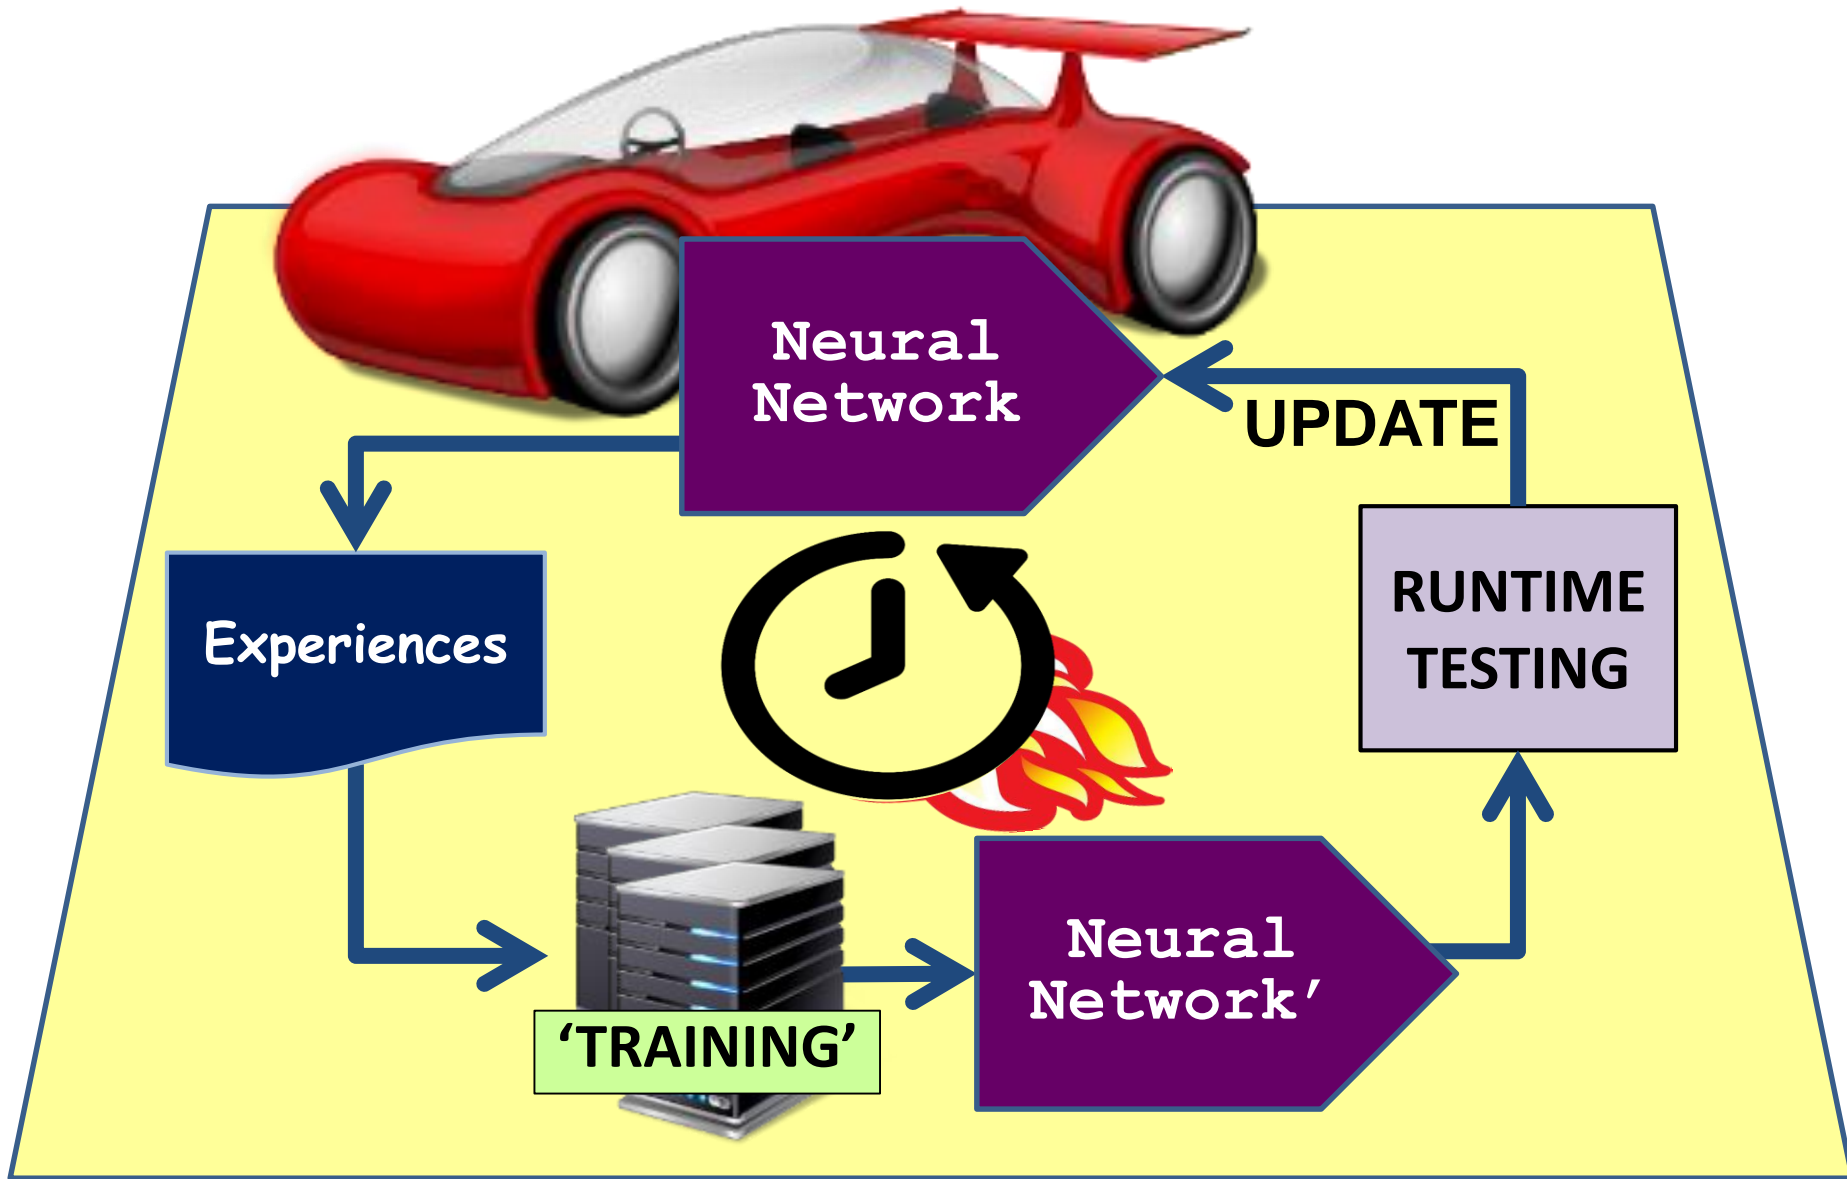 Neural
Network
UPDATE
Experiences
RUNTIME
TESTING
‘TRAINING’
Neural
Network’